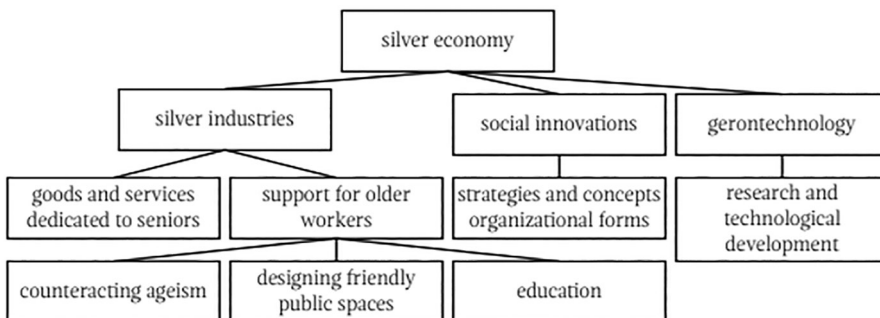 silver economy
silver industries
social innovations
gerontechnology
goods and services
dedicated to seniors
support for older
workers
strategies and concepts
organizational forms
research and
technological
development
counteracting ageism
designing friendly
public spaces
education